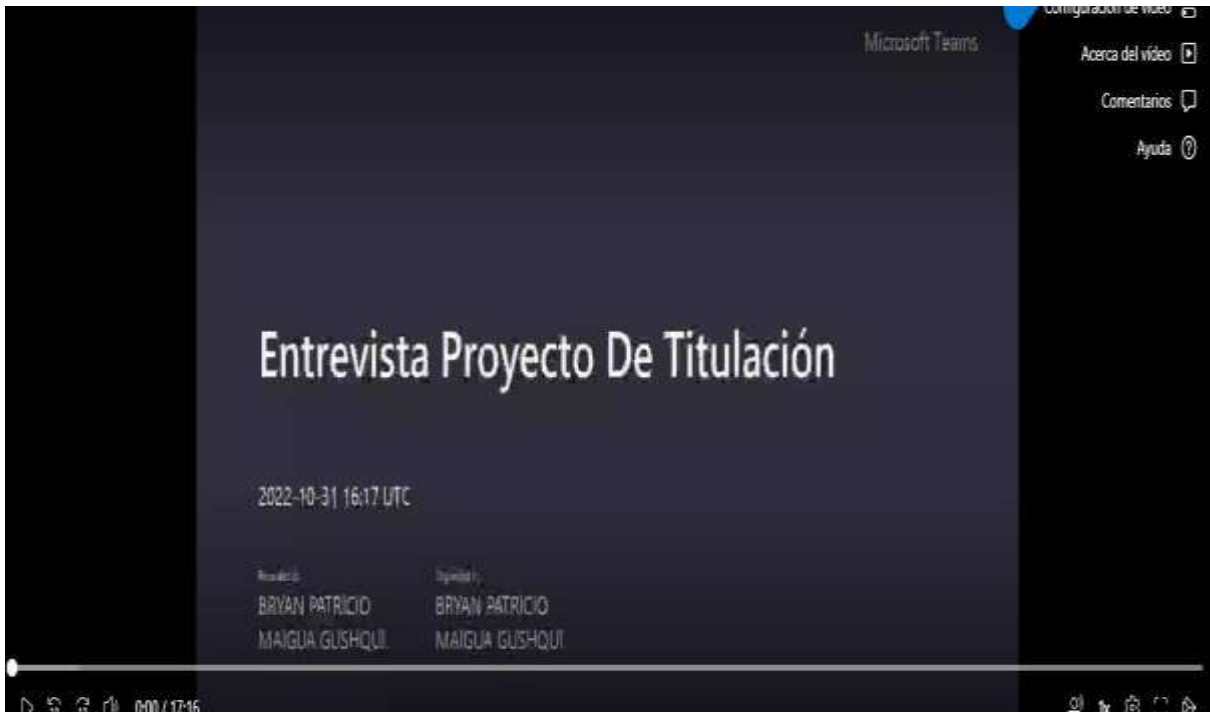 Configuración de vídeo
Microsoft Teams
Acerca del vídeo
Comentarios
Ayuda
Entrevista Proyecto De Titulación
2022-10-31 16:17 UTC
BRYAN PATRICIO
MAIGUA GUSHQUI
BRYAN PATRICIO
MAIGUA GUSHQUI
0:00 / 17:16
1x